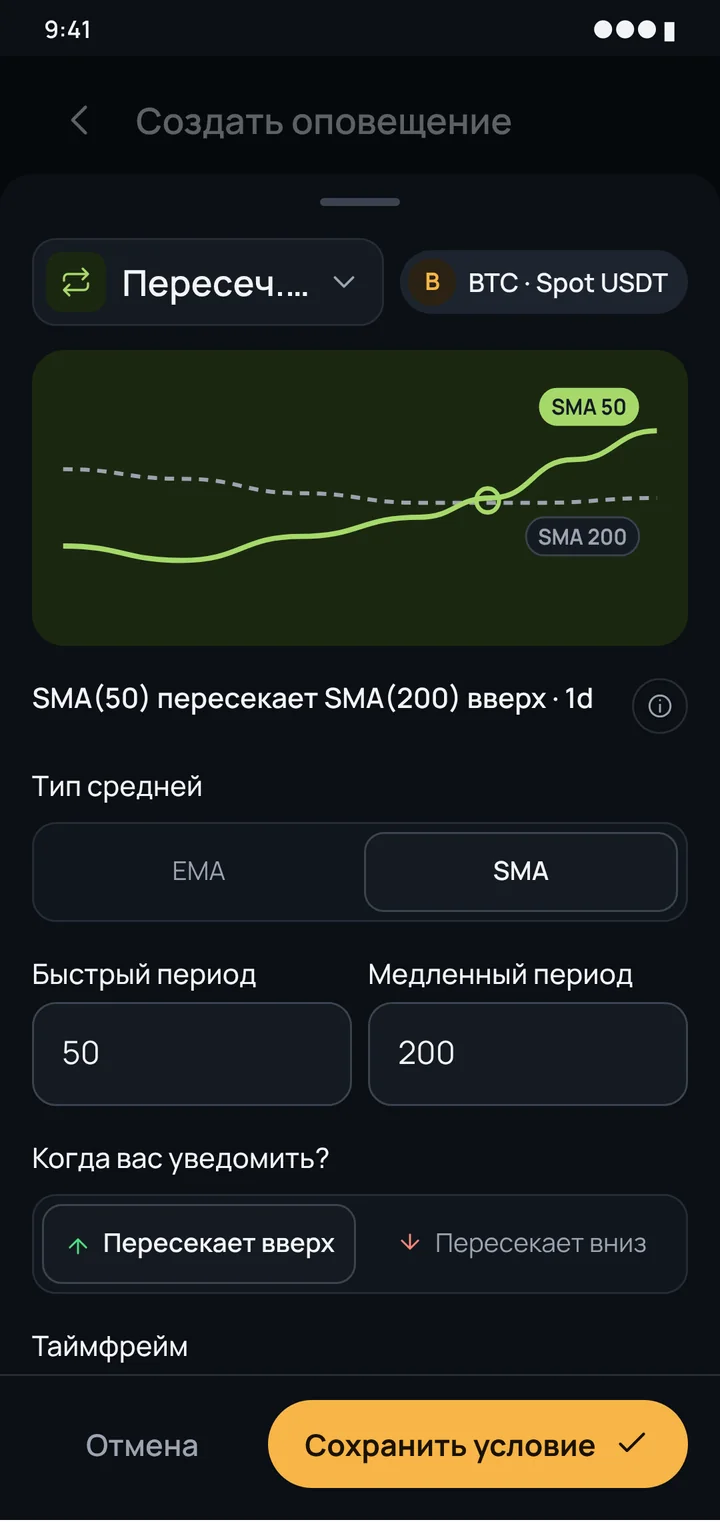 9:41
Создать оповещение
Пересеч.…
B
BTC · Spot USDT
SMA 50
SMA 200
SMA(50) пересекает SMA(200) вверх · 1d
Тип средней
EMA
SMA
Быстрый период
Медленный период
50
200
Когда вас уведомить?
Пересекает вверх
Пересекает вниз
Таймфрейм
Отмена
Сохранить условие